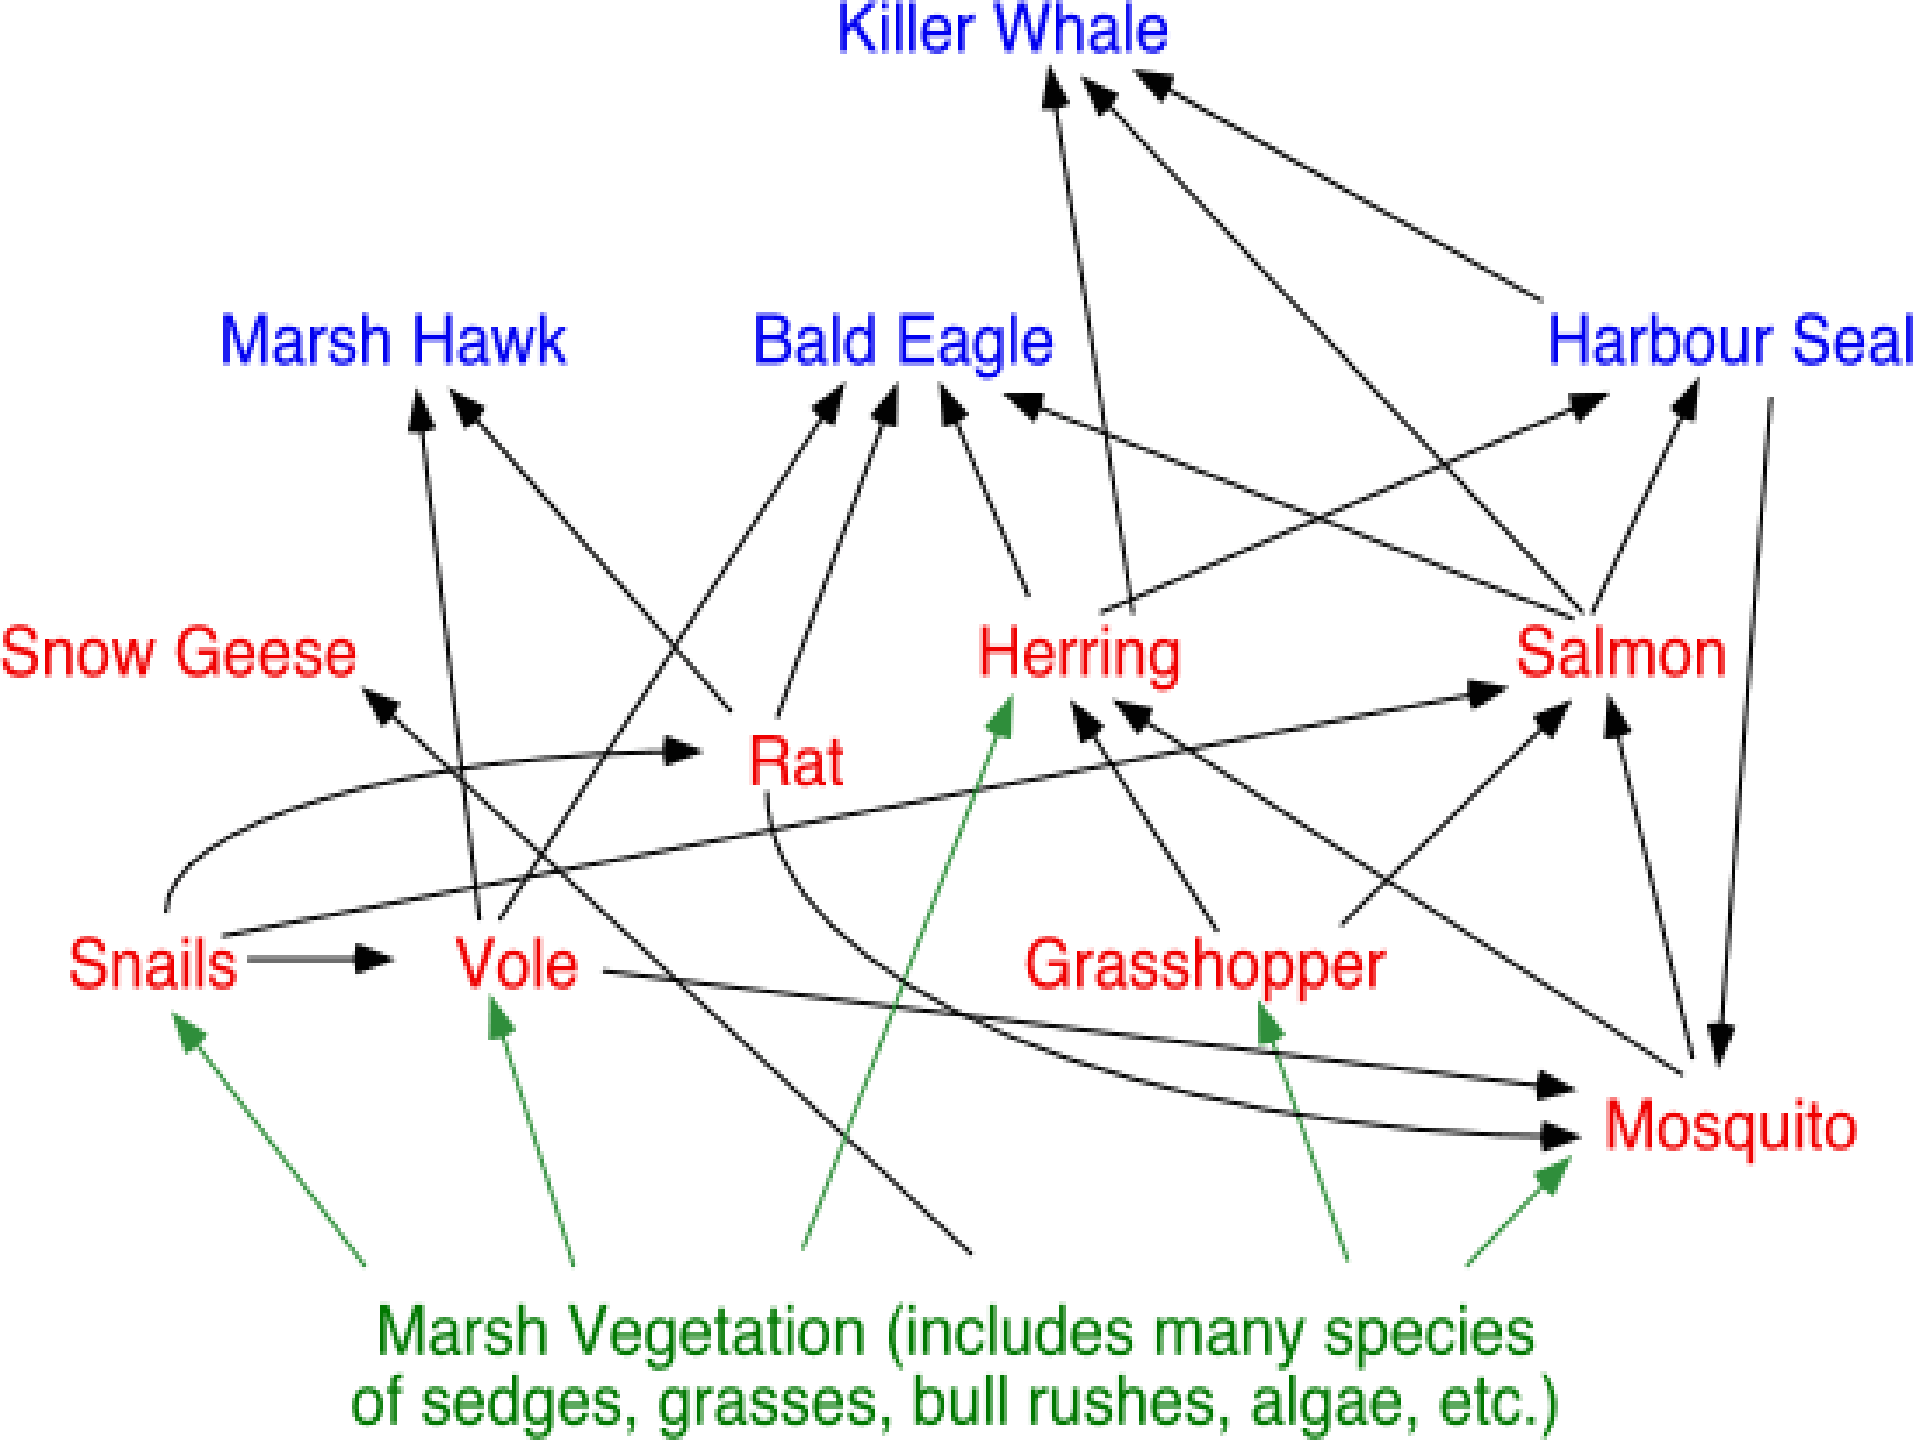 Killer Whale
Marsh Hawk
Bald Eagle
Harbour Seal
Snow Geese
Herring
Salmon
Rat
Snails
Vole
Grasshopper
Mosquito
Marsh Vegetation (includes many species
of sedges, grasses, bull rushes, algae, etc.)